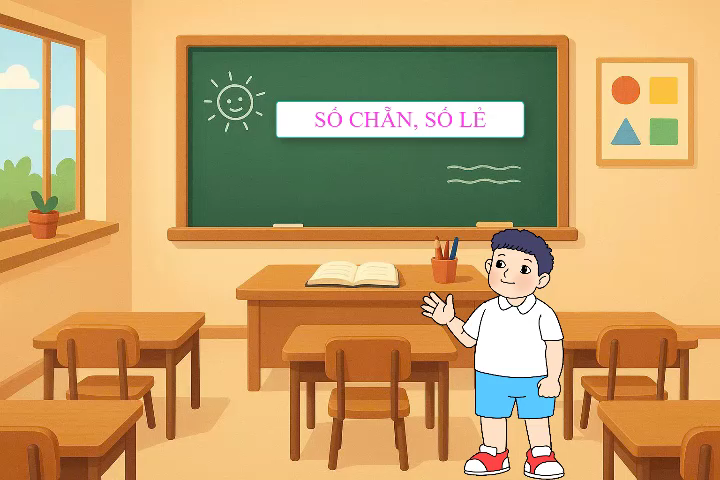 SỐ CHẴN, SỐ LẺ